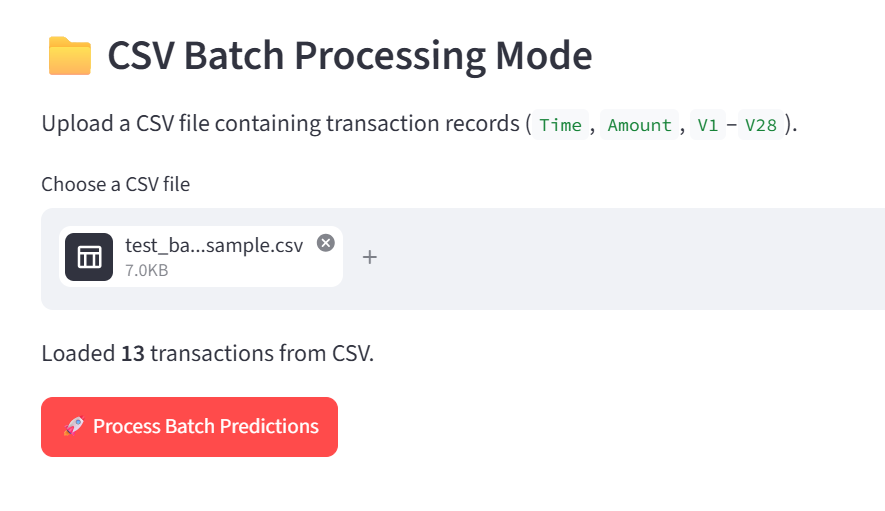 CSV Batch Processing Mode
Upload a CSV file containing transaction records ( Time , Amount , V1 – V28 ).
Choose a CSV file
test_ba...sample.csv
7.0KB
Loaded 13 transactions from CSV.
🚀 Process Batch Predictions